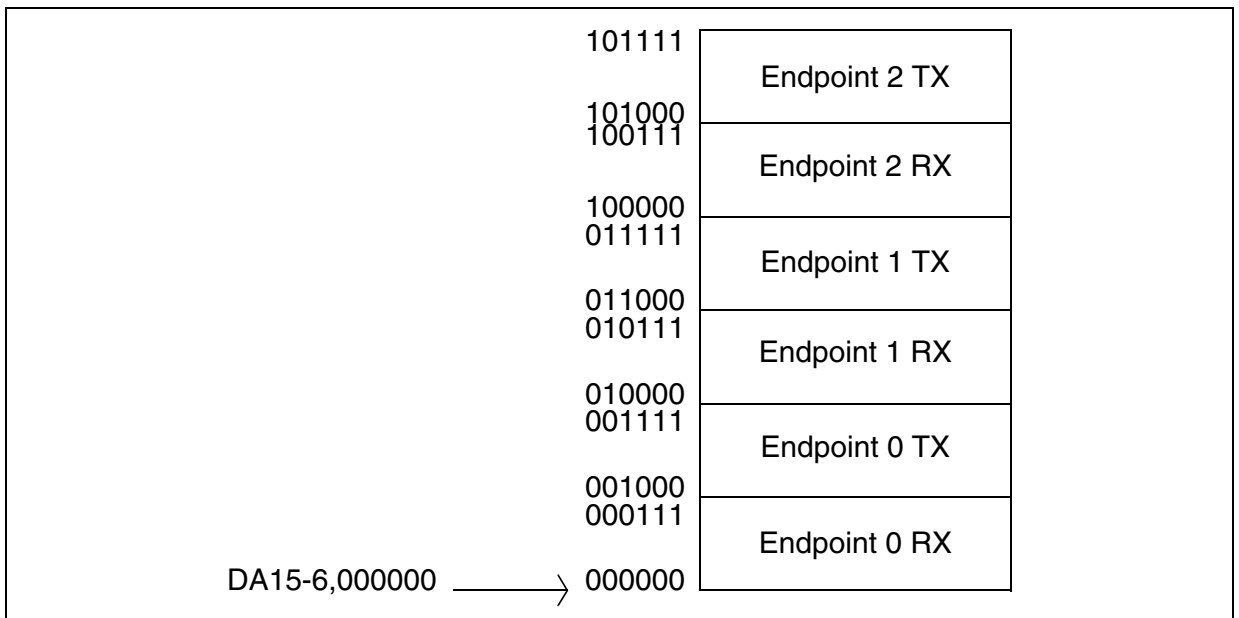 101111
Endpoint 2 TX
101000
100111
Endpoint 2 RX
100000
011111
Endpoint 1 TX
011000
010111
Endpoint 1 RX
010000
001111
Endpoint 0 TX
001000
000111
Endpoint 0 RX
DA15-6,000000 000000